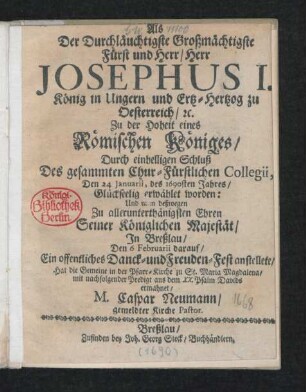 Als
Der Durchläuchtigste Großmächtigste
Fürst und Herr/ Herr
JOSEPHUS I.
König in Ungern und Ertz-Hertzog zu
Oesterreich/ ꝛc.
Zu der Hoheit eines
Römischen Königes/
Durch einhelligen Schluß
Des gesammten Chur-Fürstlichen Collegii,
Den 24 Januarii, des 1690sten Jahres/
Glückselig erwählet worden:
Und man deßwegen
Zu allerunterthänigsten Ehren
Seiner Königlichen Majestät/
In Breßlau/
Den 6 Februarii darauf/
Ein offentliches Danck-und Freuden-Fest anstellete/
Hat die Gemeine in der Pfarr-Kirche zu St. Maria Magdalena/
mit nachfolgender Predigt aus dem XX. Psalm Davids
ermahnet/
M. Caspar Neumann/
gemeldter Kirche Pastor.
Breßlau/
Zufinden bey Joh. Georg Steck/ Buchhändlern,
(1690)
Königl.
Bibliothek
Berlin.